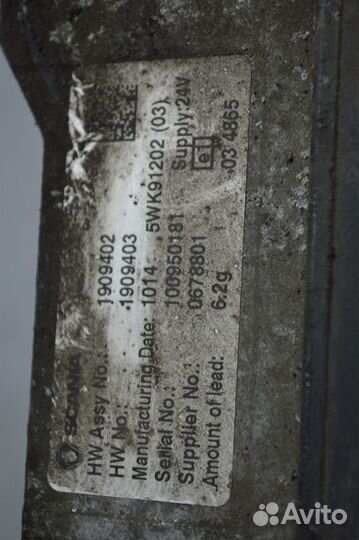 SCANIA
HW Assy No.: 1909402
HW. No.: 1909403
Manufacturing Date: 1014 5WK91202 (03)
Serial No.: 100950181 Supply:24V
Supplier No.: 0678801 e1
Amount of lead: 6.2g 03 4865
Avito